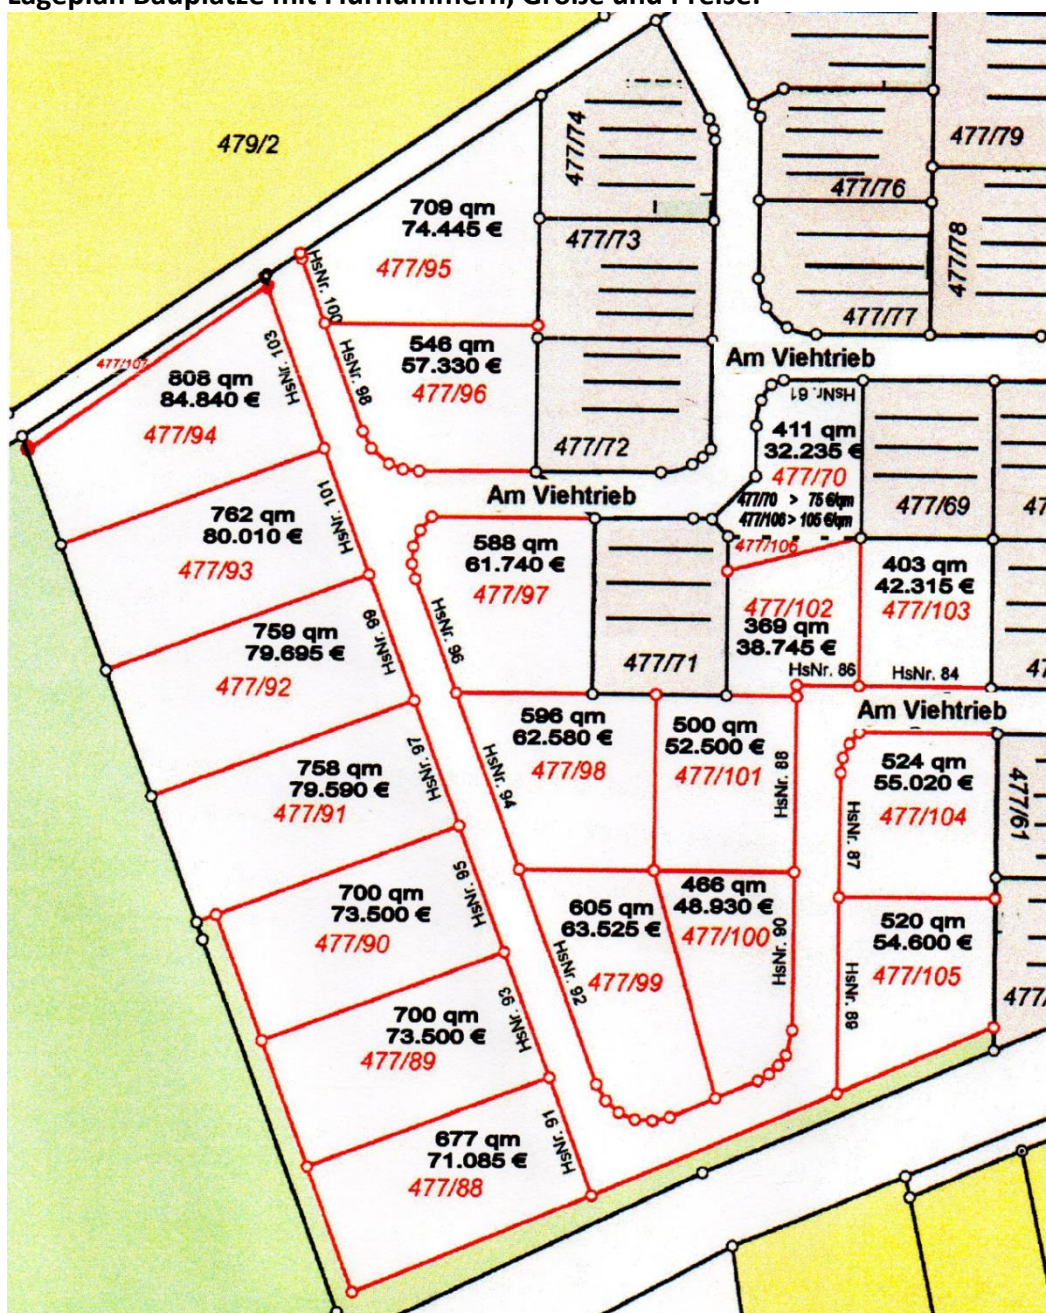 Lageplan Bauplätze mit Flurnummern, Größe und Preise:
479/2
477/74
477/79
477/76
709 qm
74.445 €
477/95
477/73
477/78
HsNr. 100
477/77
546 qm
57.330 €
477/96
HsNr. 98
HsNr. 103
477/107
808 qm
84.840 €
477/94
Am Viehtrieb
HsNr. 61
411 qm
32.235 €
477/70
477/70 > 75 €/qm
477/106 > 105 €/qm
477/72
Am Viehtrieb
477/69
762 qm
80.010 €
477/93
HsNr. 101
588 qm
61.740 €
477/97
HsNr. 96
477/106
403 qm
42.315 €
477/103
477/102
369 qm
38.745 €
477/71
HsNr. 86
HsNr. 84
759 qm
79.695 €
477/92
HsNr. 99
Am Viehtrieb
596 qm
62.580 €
477/98
HsNr. 94
500 qm
52.500 €
477/101
HsNr. 88
758 qm
79.590 €
477/91
HsNr. 97
524 qm
55.020 €
477/104
HsNr. 87
477/61
700 qm
73.500 €
477/90
HsNr. 95
605 qm
63.525 €
477/99
HsNr. 92
466 qm
48.930 €
477/100
HsNr. 90
520 qm
54.600 €
477/105
HsNr. 89
477/
700 qm
73.500 €
477/89
HsNr. 93
677 qm
71.085 €
477/88
HsNr. 91